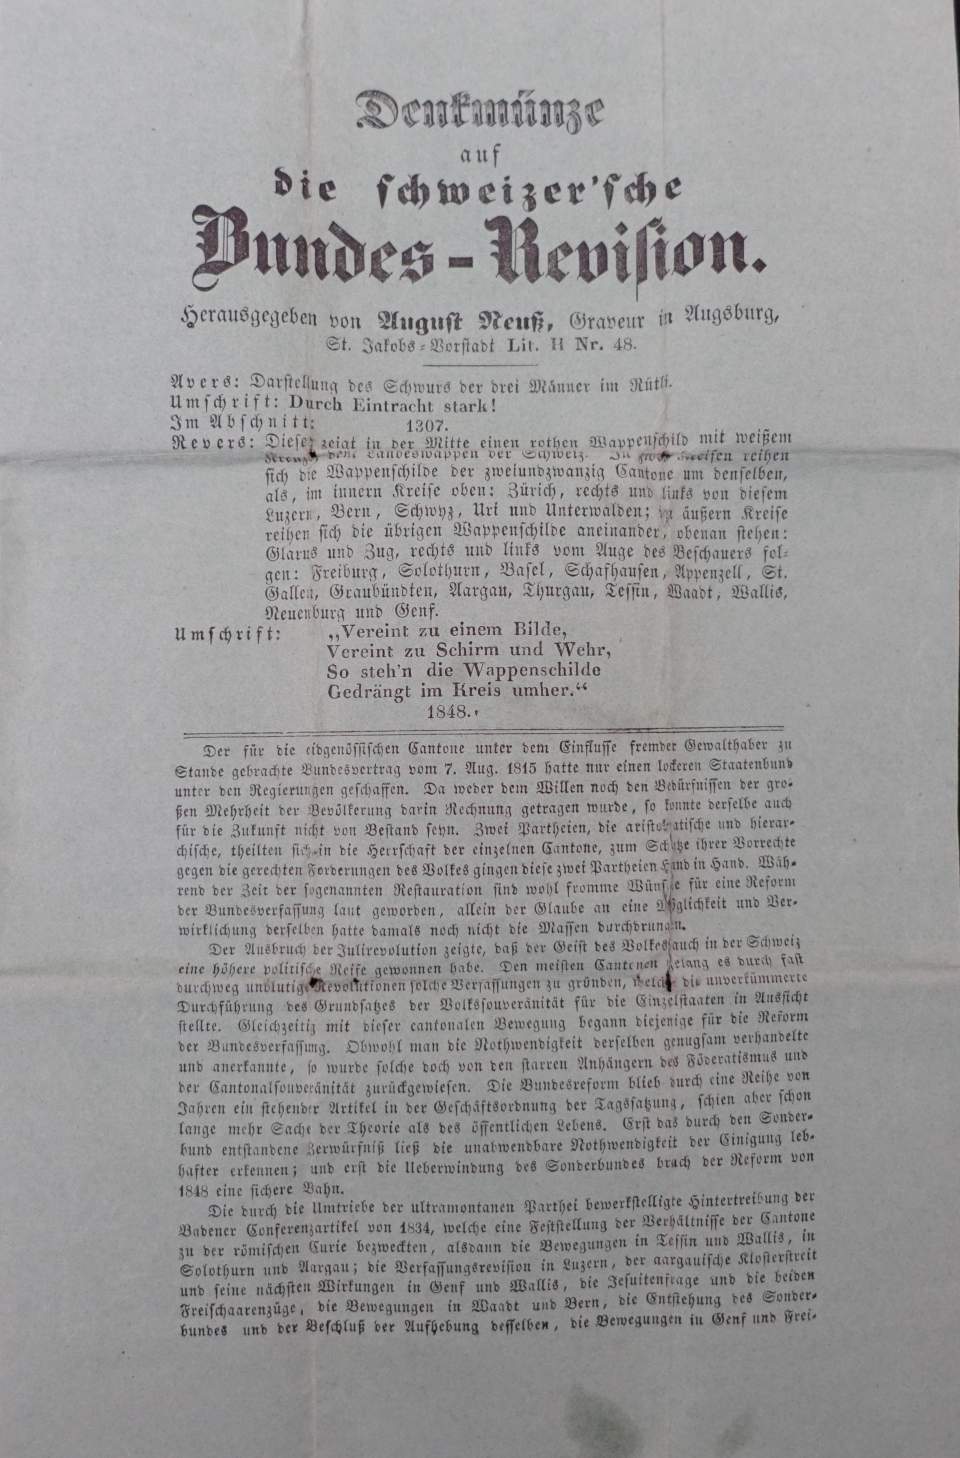 Denkmünze
auf
die schweizer'sche
Bundes-Revision.
Herausgegeben von August Neuß, Graveur in Augsburg,
St. Jakobs-Vorstadt Lit. H Nr. 48.
Avers: Darstellung des Schwurs der drei Männer im Rütli.
Umschrift: Durch Eintracht stark!
Im Abschnitt: 1307.
Revers: Dieser zeigt in der Mitte einen rothen Wappenschild mit weißem
Kreuze, dem Landeswappen der Schweiz. In zwei Kreisen reihen
sich die Wappenschilde der zweiundzwanzig Cantone um denselben,
als, im innern Kreise oben: Zürich, rechts und links von diesem
Luzern, Bern, Schwyz, Uri und Unterwalden; im äußern Kreise
reihen sich die übrigen Wappenschilde aneinander, obenan stehen:
Glarus und Zug, rechts und links vom Auge des Beschauers fol-
gen: Freiburg, Solothurn, Basel, Schafhausen, Appenzell, St.
Gallen, Graubündten, Aargau, Thurgau, Tessin, Waadt, Wallis,
Neuenburg und Genf.
Umschrift: „Vereint zu einem Bilde,
Vereint zu Schirm und Wehr,
So steh'n die Wappenschilde
Gedrängt im Kreis umher.“
1848.
Der für die eidgenössischen Cantone unter dem Einflusse fremder Gewalthaber zu
Stande gebrachte Bundesvertrag vom 7. Aug. 1815 hatte nur einen lockeren Staatenbund
unter den Regierungen geschaffen. Da weder dem Willen noch den Bedürfnissen der gro-
ßen Mehrheit der Bevölkerung darin Rechnung getragen wurde, so konnte derselbe auch
für die Zukunft nicht von Bestand seyn. Zwei Partheien, die aristokratische und hierar-
chische, theilten sich in die Herrschaft der einzelnen Cantone, zum Schutze ihrer Vorrechte
gegen die gerechten Forderungen des Volkes gingen diese zwei Partheien Hand in Hand. Wäh-
rend der Zeit der sogenannten Restauration sind wohl fromme Wünsche für eine Reform
der Bundesverfassung laut geworden, allein der Glaube an eine Möglichkeit und Ver-
wirklichung derselben hatte damals noch nicht die Massen durchdrungen.
Der Ausbruch der Julirevolution zeigte, daß der Geist des Volkes auch in der Schweiz
eine höhere politische Reife gewonnen habe. Den meisten Cantonen gelang es durch fast
durchweg unblutige Revolutionen solche Verfassungen zu gründen, welche die unverkümmerte
Durchführung des Grundsatzes der Volkssouveränität für die Einzelstaaten in Aussicht
stellte. Gleichzeitig mit dieser cantonalen Bewegung begann diejenige für die Reform
der Bundesverfassung. Obwohl man die Nothwendigkeit derselben genugsam verhandelte
und anerkannte, so wurde solche doch von den starren Anhängern des Föderatismus und
der Cantonalsouveränität zurückgewiesen. Die Bundesreform blieb durch eine Reihe von
Jahren ein stehender Artikel in der Geschäftsordnung der Tagsatzung, schien aber schon
lange mehr Sache der Theorie als des öffentlichen Lebens. Erst das durch den Sonder-
bund entstandene Zerwürfniß ließ die unabwendbare Nothwendigkeit der Einigung leb-
hafter erkennen; und erst die Ueberwindung des Sonderbundes brach der Reform von
1848 eine sichere Bahn.
Die durch die Umtriebe der ultramontanen Parthei bewerkstelligte Hintertreibung der
Badener Conferenzartikel von 1834, welche eine Feststellung der Verhältnisse der Cantone
zu der römischen Curie bezweckten, alsdann die Bewegungen in Tessin und Wallis, in
Solothurn und Aargau; die Verfassungsrevision in Luzern, der aargauische Klosterstreit
und seine nächsten Wirkungen in Genf und Wallis, die Jesuitenfrage und die beiden
Freischaarenzüge, die Bewegungen in Waadt und Bern, die Entstehung des Sonder-
bundes und der Beschluß der Aufhebung desselben, die Bewegungen in Genf und Frei-